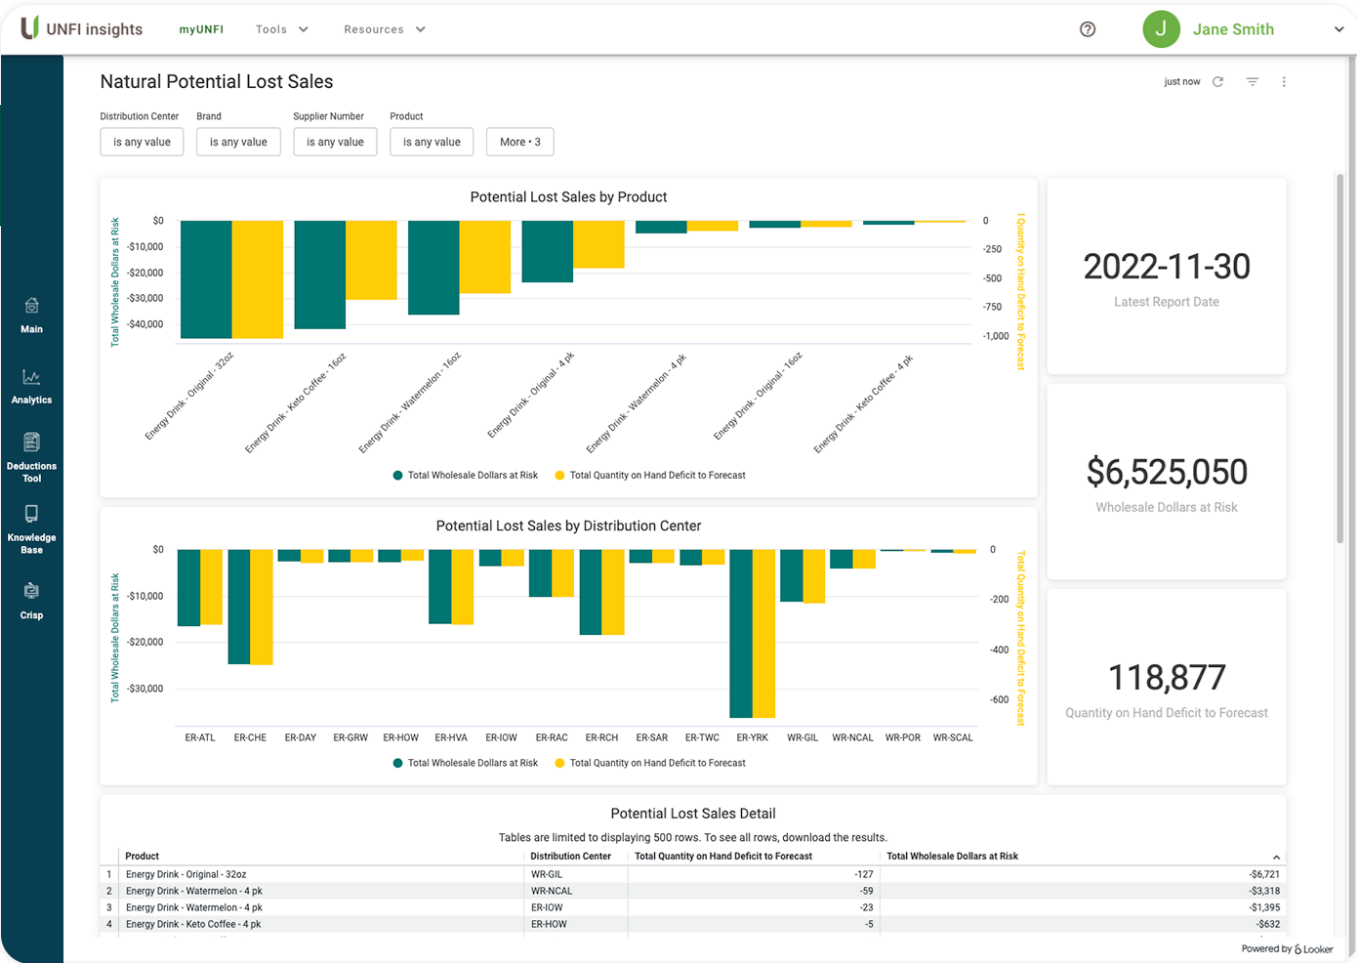 UNFI insights
myUNFI
Tools
Resources
J
Jane Smith
Natural Potential Lost Sales
just now
Distribution Center
Brand
Supplier Number
Product
is any value
is any value
is any value
is any value
More • 3
Main
Analytics
Deductions
Tool
Knowledge
Base
Crisp
Potential Lost Sales by Product
Total Wholesale Dollars at Risk
$0
-$10,000
-$20,000
-$30,000
-$40,000
0
-250
-500
-750
-1,000
l Quantity on Hand Deficit to Forecast
Energy Drink - Original - 32oz
Energy Drink - Keto Coffee - 16oz
Energy Drink - Watermelon - 16oz
Energy Drink - Original - 4 pk
Energy Drink - Watermelon - 4 pk
Energy Drink - Original - 16oz
Energy Drink - Keto Coffee - 4 pk
Total Wholesale Dollars at Risk
Total Quantity on Hand Deficit to Forecast
2022-11-30
Latest Report Date
$6,525,050
Wholesale Dollars at Risk
118,877
Quantity on Hand Deficit to Forecast
Potential Lost Sales by Distribution Center
Total Wholesale Dollars at Risk
$0
-$10,000
-$20,000
-$30,000
0
-200
-400
-600
Total Quantity on Hand Deficit to Forecast
ER-ATL ER-CHE ER-DAY ER-GRW ER-HOW ER-HVA ER-IOW ER-RAC ER-RCH ER-SAR ER-TWC ER-YRK WR-GIL WR-NCAL WR-POR WR-SCAL
Total Wholesale Dollars at Risk
Total Quantity on Hand Deficit to Forecast
Potential Lost Sales Detail
Tables are limited to displaying 500 rows. To see all rows, download the results.
Product Distribution Center Total Quantity on Hand Deficit to Forecast Total Wholesale Dollars at Risk
1 Energy Drink - Original - 32oz WR-GIL -127 -$6,721
2 Energy Drink - Watermelon - 4 pk WR-NCAL -59 -$3,318
3 Energy Drink - Watermelon - 4 pk ER-IOW -23 -$1,395
4 Energy Drink - Keto Coffee - 4 pk ER-HOW -5 -$632
Powered by Looker